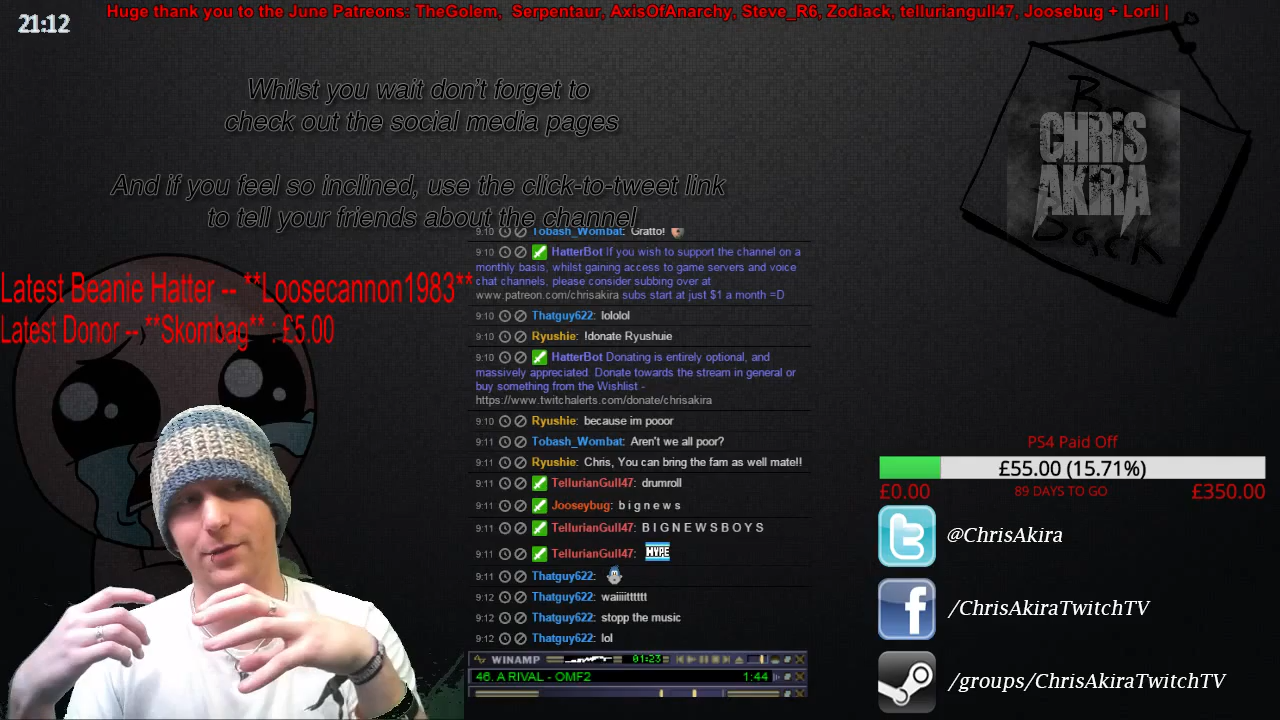 Huge thank you to the June Patreons: TheGolem, Serpentaur, AxisOfAnarchy, Steve_R6, Zodiack, telluriangull47, Joosebug + Lorli |
21:12
Whilst you wait don't forget to
check out the social media pages
And if you feel so inclined, use the click-to-tweet link
to tell your friends about the channel
Be
CHRIS
AKIRA
back
Latest Beanie Hatter -- **Loosecannon1983**
Latest Donor -- **Skombag** : £5.00
9:10 Tobash_Wombat: Gratto!
9:10 HatterBot If you wish to support the channel on a
monthly basis, whilst gaining access to game servers and voice
chat channels, please consider subbing over at
www.patreon.com/chrisakira subs start at just $1 a month =D
9:10 Thatguy622: lololol
9:10 Ryushie: !donate Ryushuie
9:10 HatterBot Donating is entirely optional, and
massively appreciated: Donate towards the stream in general or
buy something from the Wishlist -
https://www.twitchalerts.com/donate/chrisakira
9:10 Ryushie: because im pooor
9:11 Tobash_Wombat: Aren't we all poor?
9:11 Ryushie: Chris, You can bring the fam as well mate!!
9:11 TellurianGull47: drumroll
9:11 Jooseybug: b i g n e w s
9:11 TellurianGull47: B I G N E W S B O Y S
9:11 TellurianGull47: HYPE
9:11 Thatguy622:
9:12 Thatguy622: waiiiitttttt
9:12 Thatguy622: stopp the music
9:12 Thatguy622: lol
WINAMP 01:23
46. A RIVAL - OMF2 1:44
PS4 Paid Off
£55.00 (15.71%)
£0.00 89 DAYS TO GO £350.00
@ChrisAkira
/ChrisAkiraTwitchTV
/groups/ChrisAkiraTwitchTV